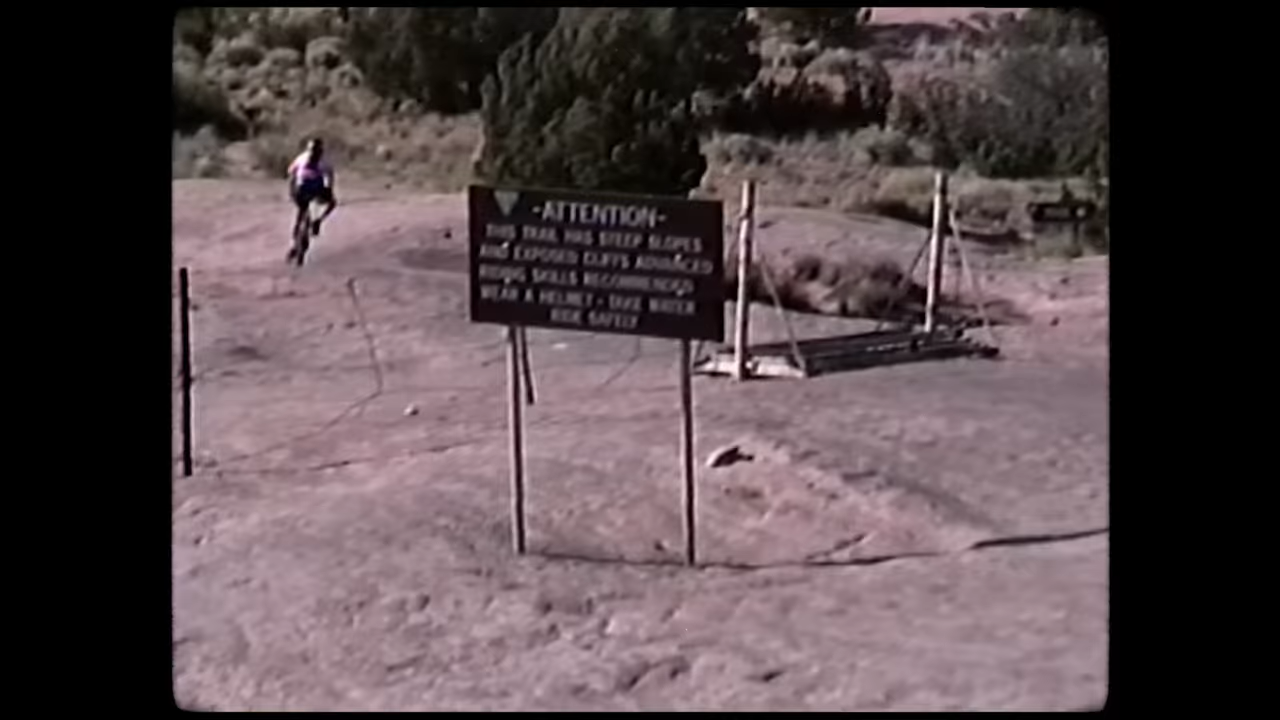 -ATTENTION-
THIS TRAIL HAS STEEP SLOPES
AND EXPOSED CLIFFS ADVANCED
RIDING SKILLS RECOMMENDED
WEAR A HELMET - TAKE WATER
RIDE SAFELY